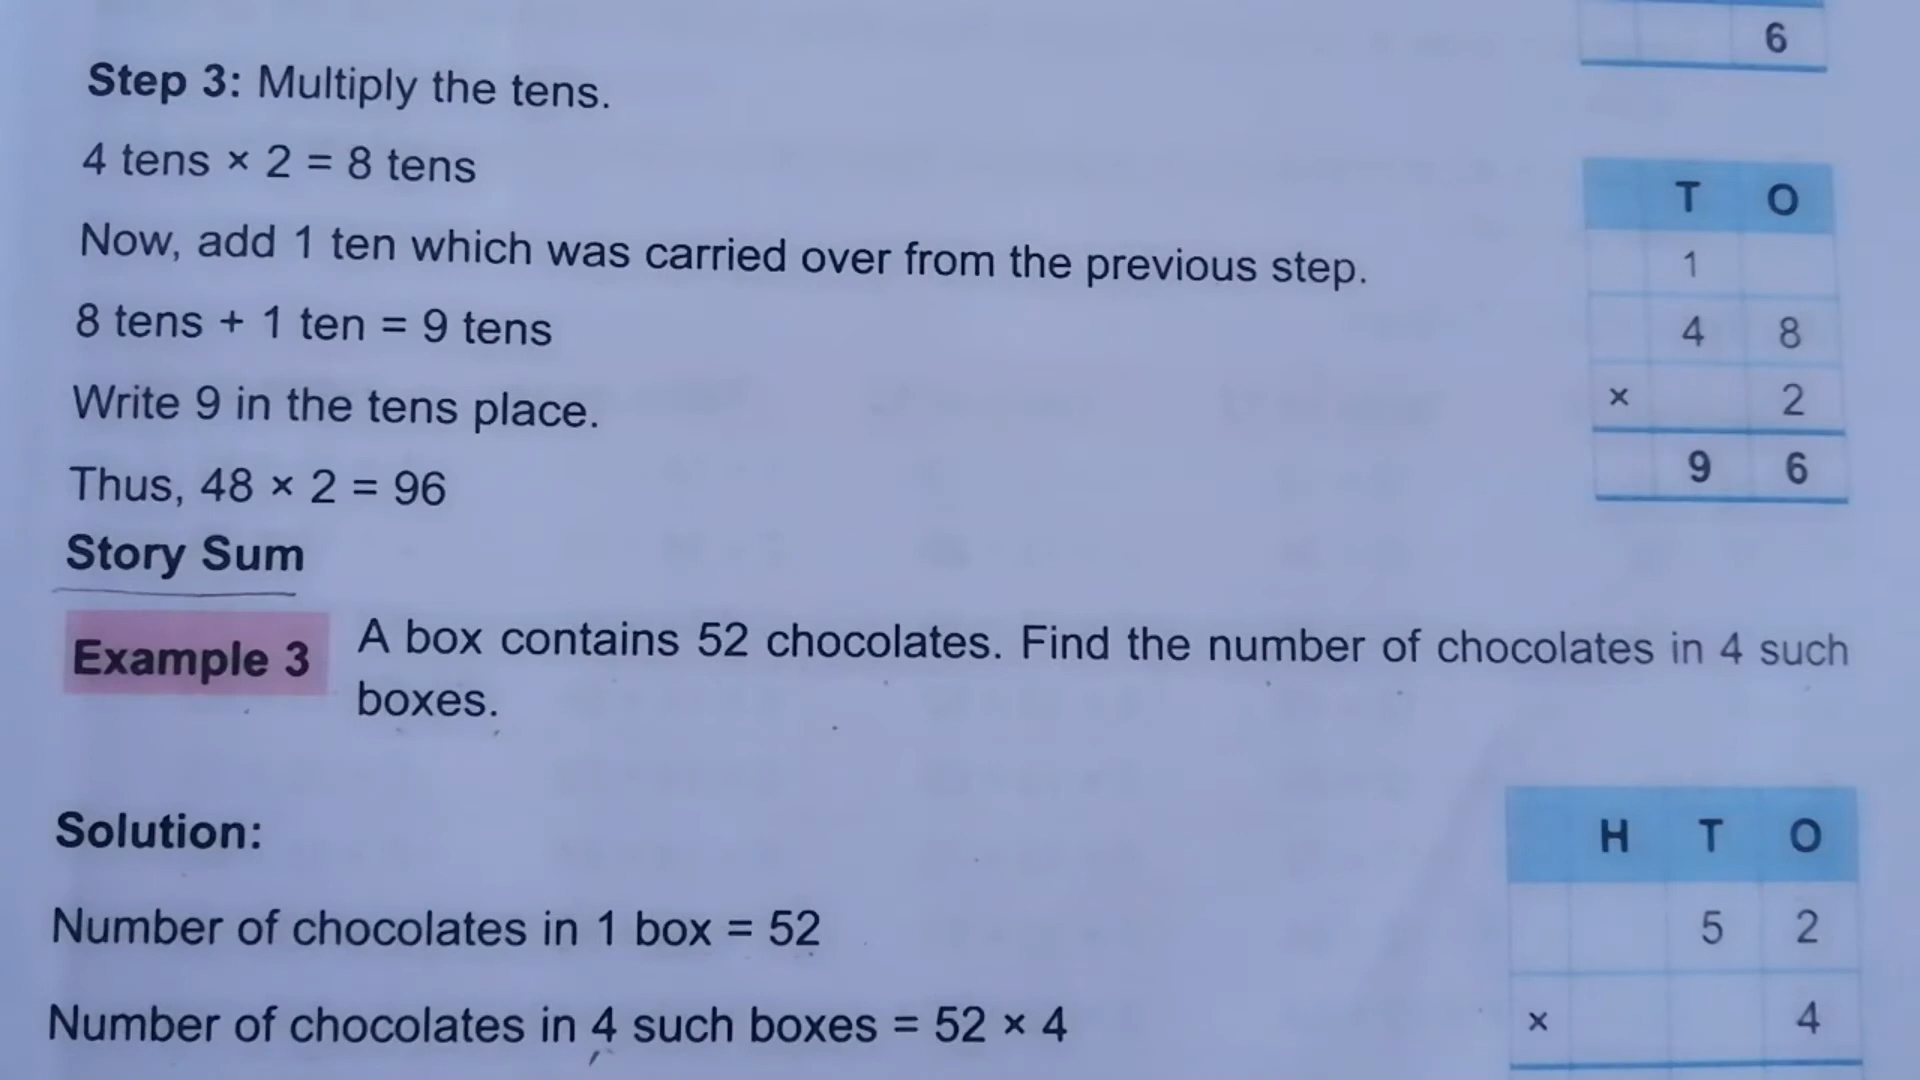 6
Step 3: Multiply the tens.
4 tens × 2 = 8 tens
Now, add 1 ten which was carried over from the previous step.
8 tens + 1 ten = 9 tens
Write 9 in the tens place.
Thus, 48 × 2 = 96
T O
1
4 8
× 2
9 6
Story Sum
Example 3 A box contains 52 chocolates. Find the number of chocolates in 4 such
boxes.
Solution:
Number of chocolates in 1 box = 52
Number of chocolates in 4 such boxes = 52 × 4
H T O
5 2
× 4